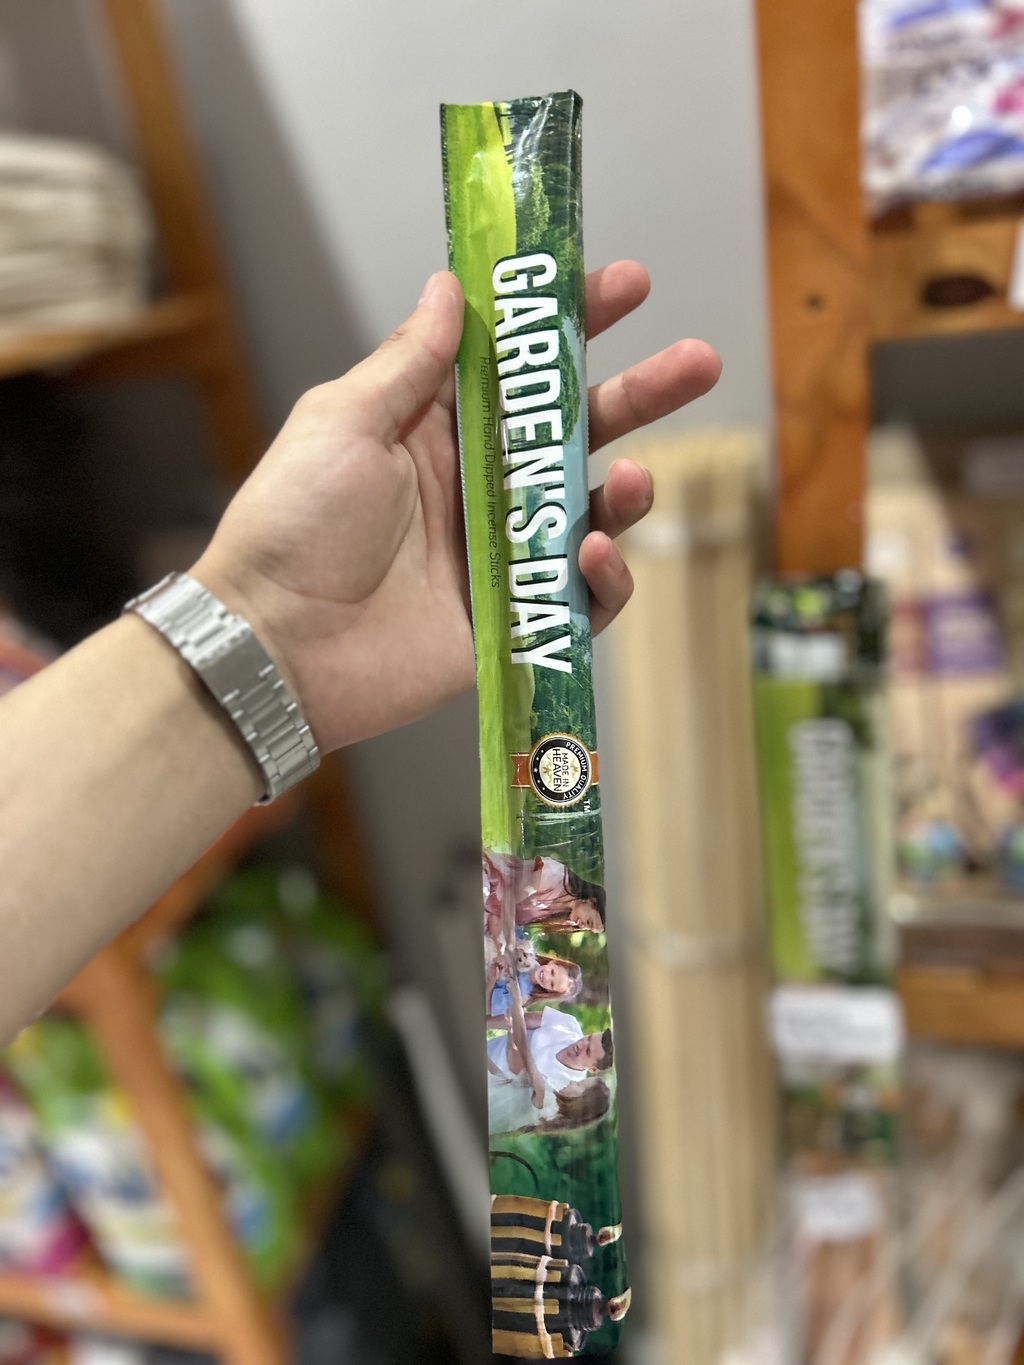 GARDEN'S DAY
Premium Hand Dipped Incense Sticks
PREMIUM QUALITY
MADE IN
HEAVEN
TM